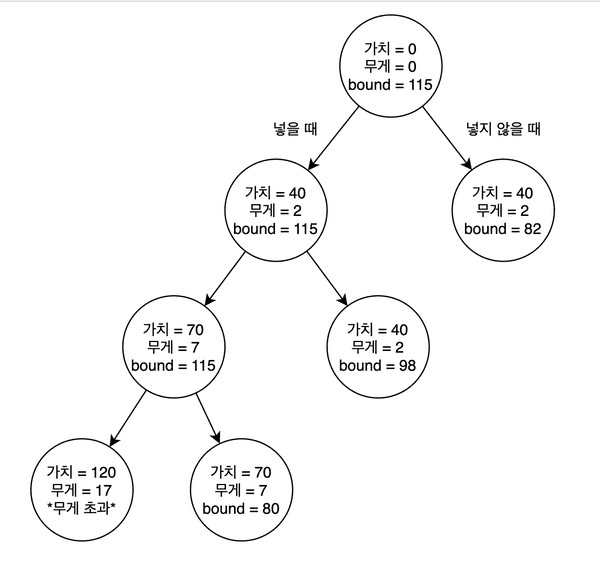 가치 = 0
무게 = 0
bound = 115
넣을 때
넣지 않을 때
가치 = 40
무게 = 2
bound = 115
가치 = 40
무게 = 2
bound = 82
가치 = 70
무게 = 7
bound = 115
가치 = 40
무게 = 2
bound = 98
가치 = 120
무게 = 17
*무게 초과*
가치 = 70
무게 = 7
bound = 80